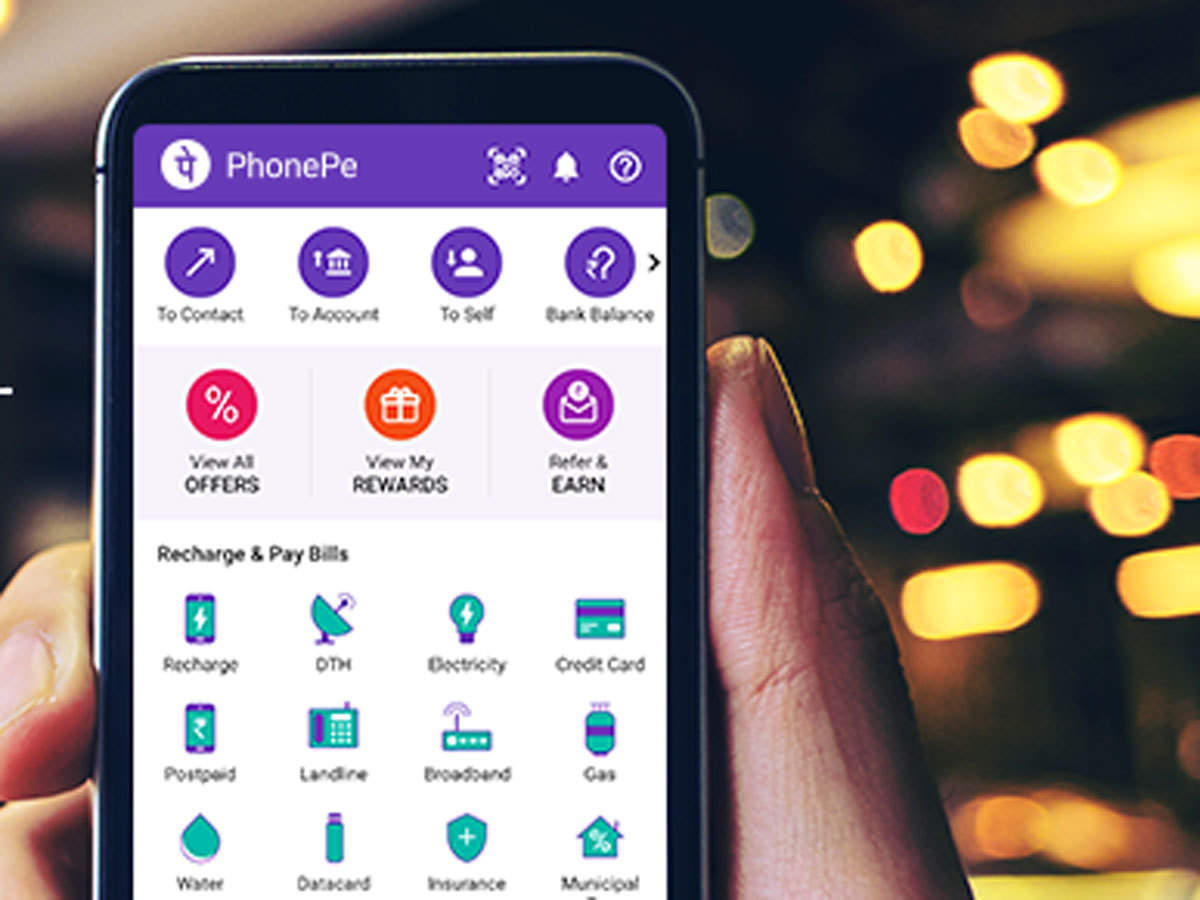 पे PhonePe
To Contact To Account To Self Bank Balance
View All View My Refer &
OFFERS REWARDS EARN
Recharge & Pay Bills
Recharge DTH Electricity Credit Card
Postpaid Landline Broadband Gas
Water Datacard Insurance Municipal